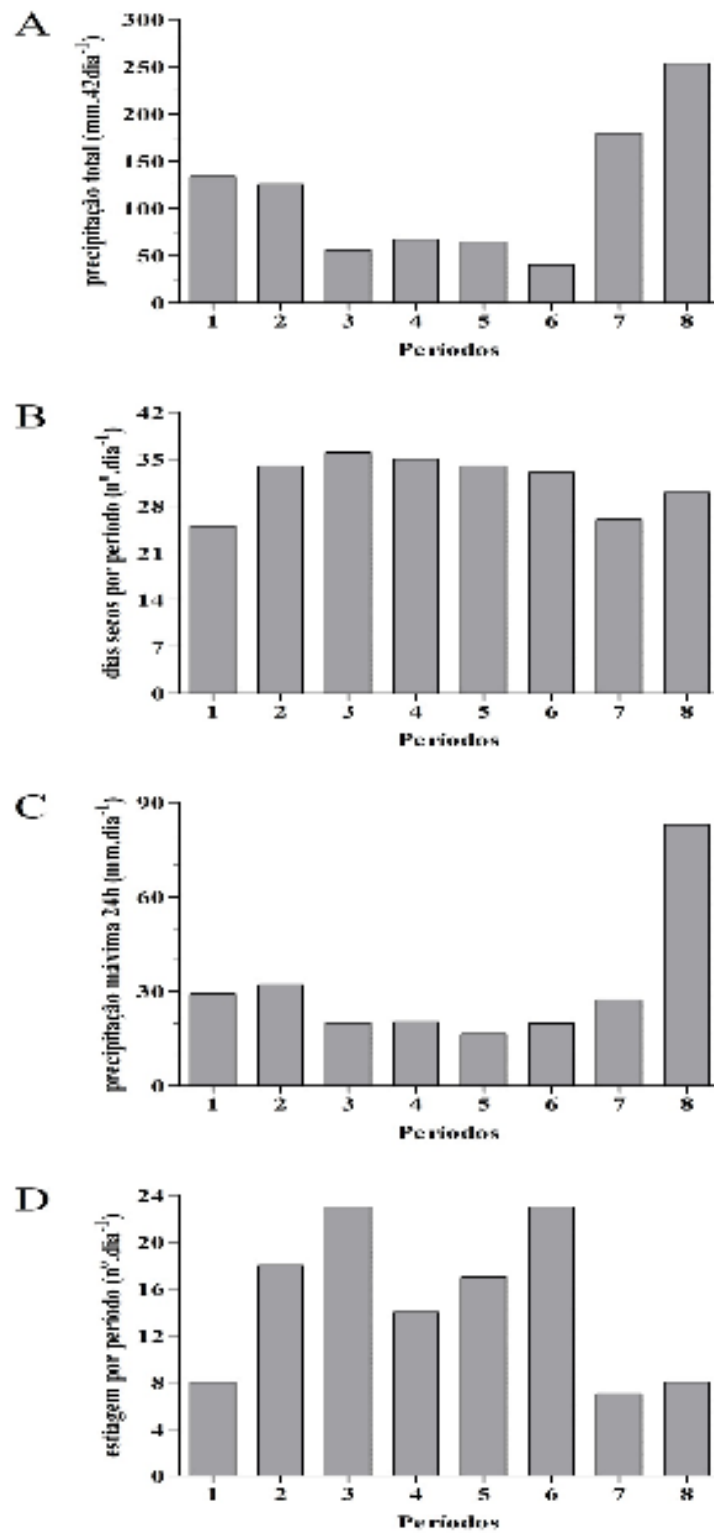 A
precipitação total (mm.42dia⁻¹)
300
250
200
150
100
50
0
1 2 3 4 5 6 7 8
Períodos
B
dias secos por período (nº.dia⁻¹)
42
35
28
21
14
7
0
1 2 3 4 5 6 7 8
Períodos
C
precipitação máxima 24h (mm.dia⁻¹)
90
60
30
0
1 2 3 4 5 6 7 8
Períodos
D
estiagem por período (nº.dia⁻¹)
24
20
16
12
8
4
0
1 2 3 4 5 6 7 8
Períodos